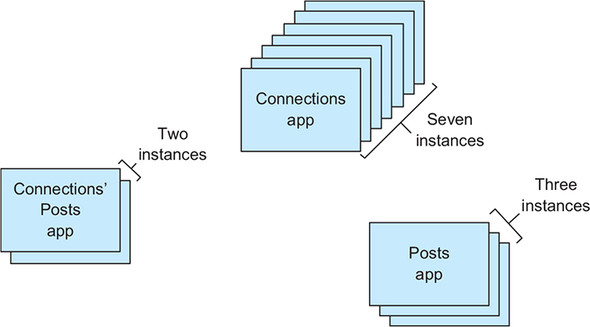 Connections
app
Seven
instances
Two
instances
Connections’
Posts
app
Three
instances
Posts
app